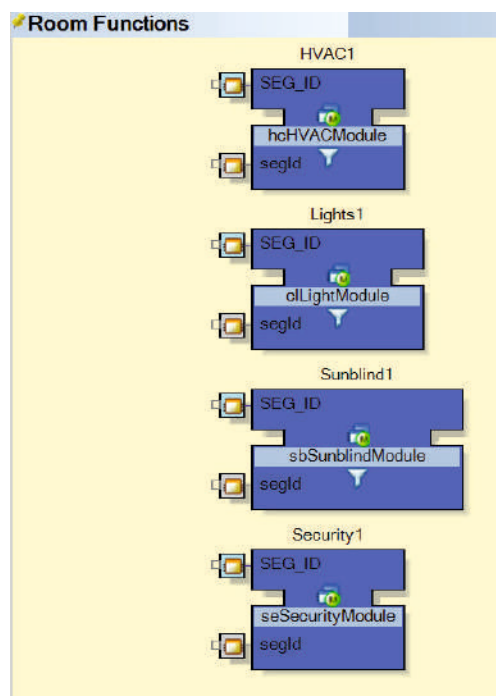 Room Functions
HVAC1
SEG_ID
hcHVACModule
segId
Lights1
SEG_ID
clLightModule
segId
Sunblind1
SEG_ID
sbSunblindModule
segId
Security1
SEG_ID
seSecurityModule
segId